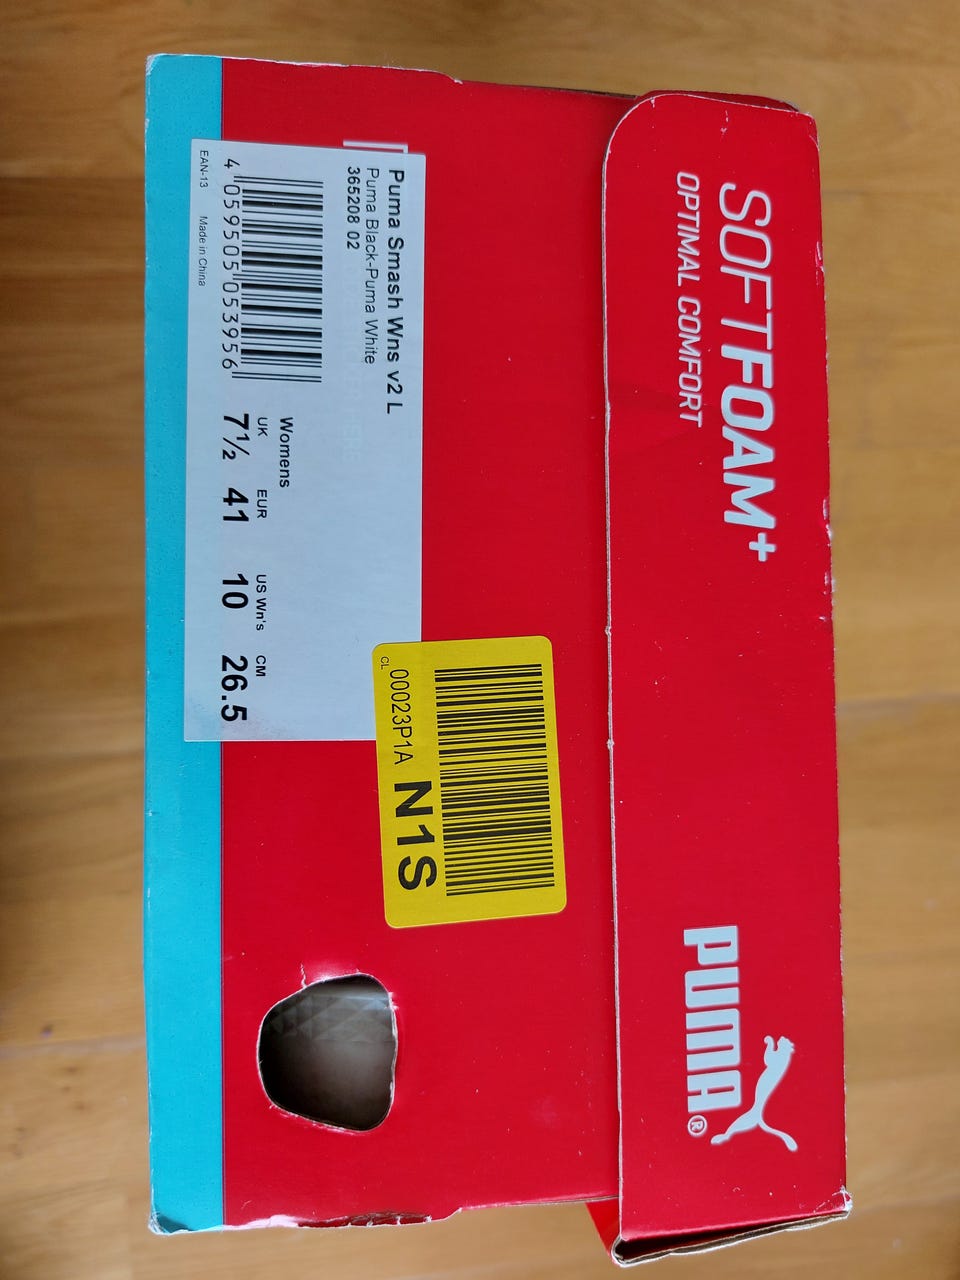 SOFTFOAM+
OPTIMAL COMFORT
PUMA®
Puma Smash Wns v2 L
Puma Black-Puma White
365208 02
4 059505 053956
EAN-13 Made in China
Womens
UK EUR US Wn's CM
7½ 41 10 26.5
00023P1A N1S
CL